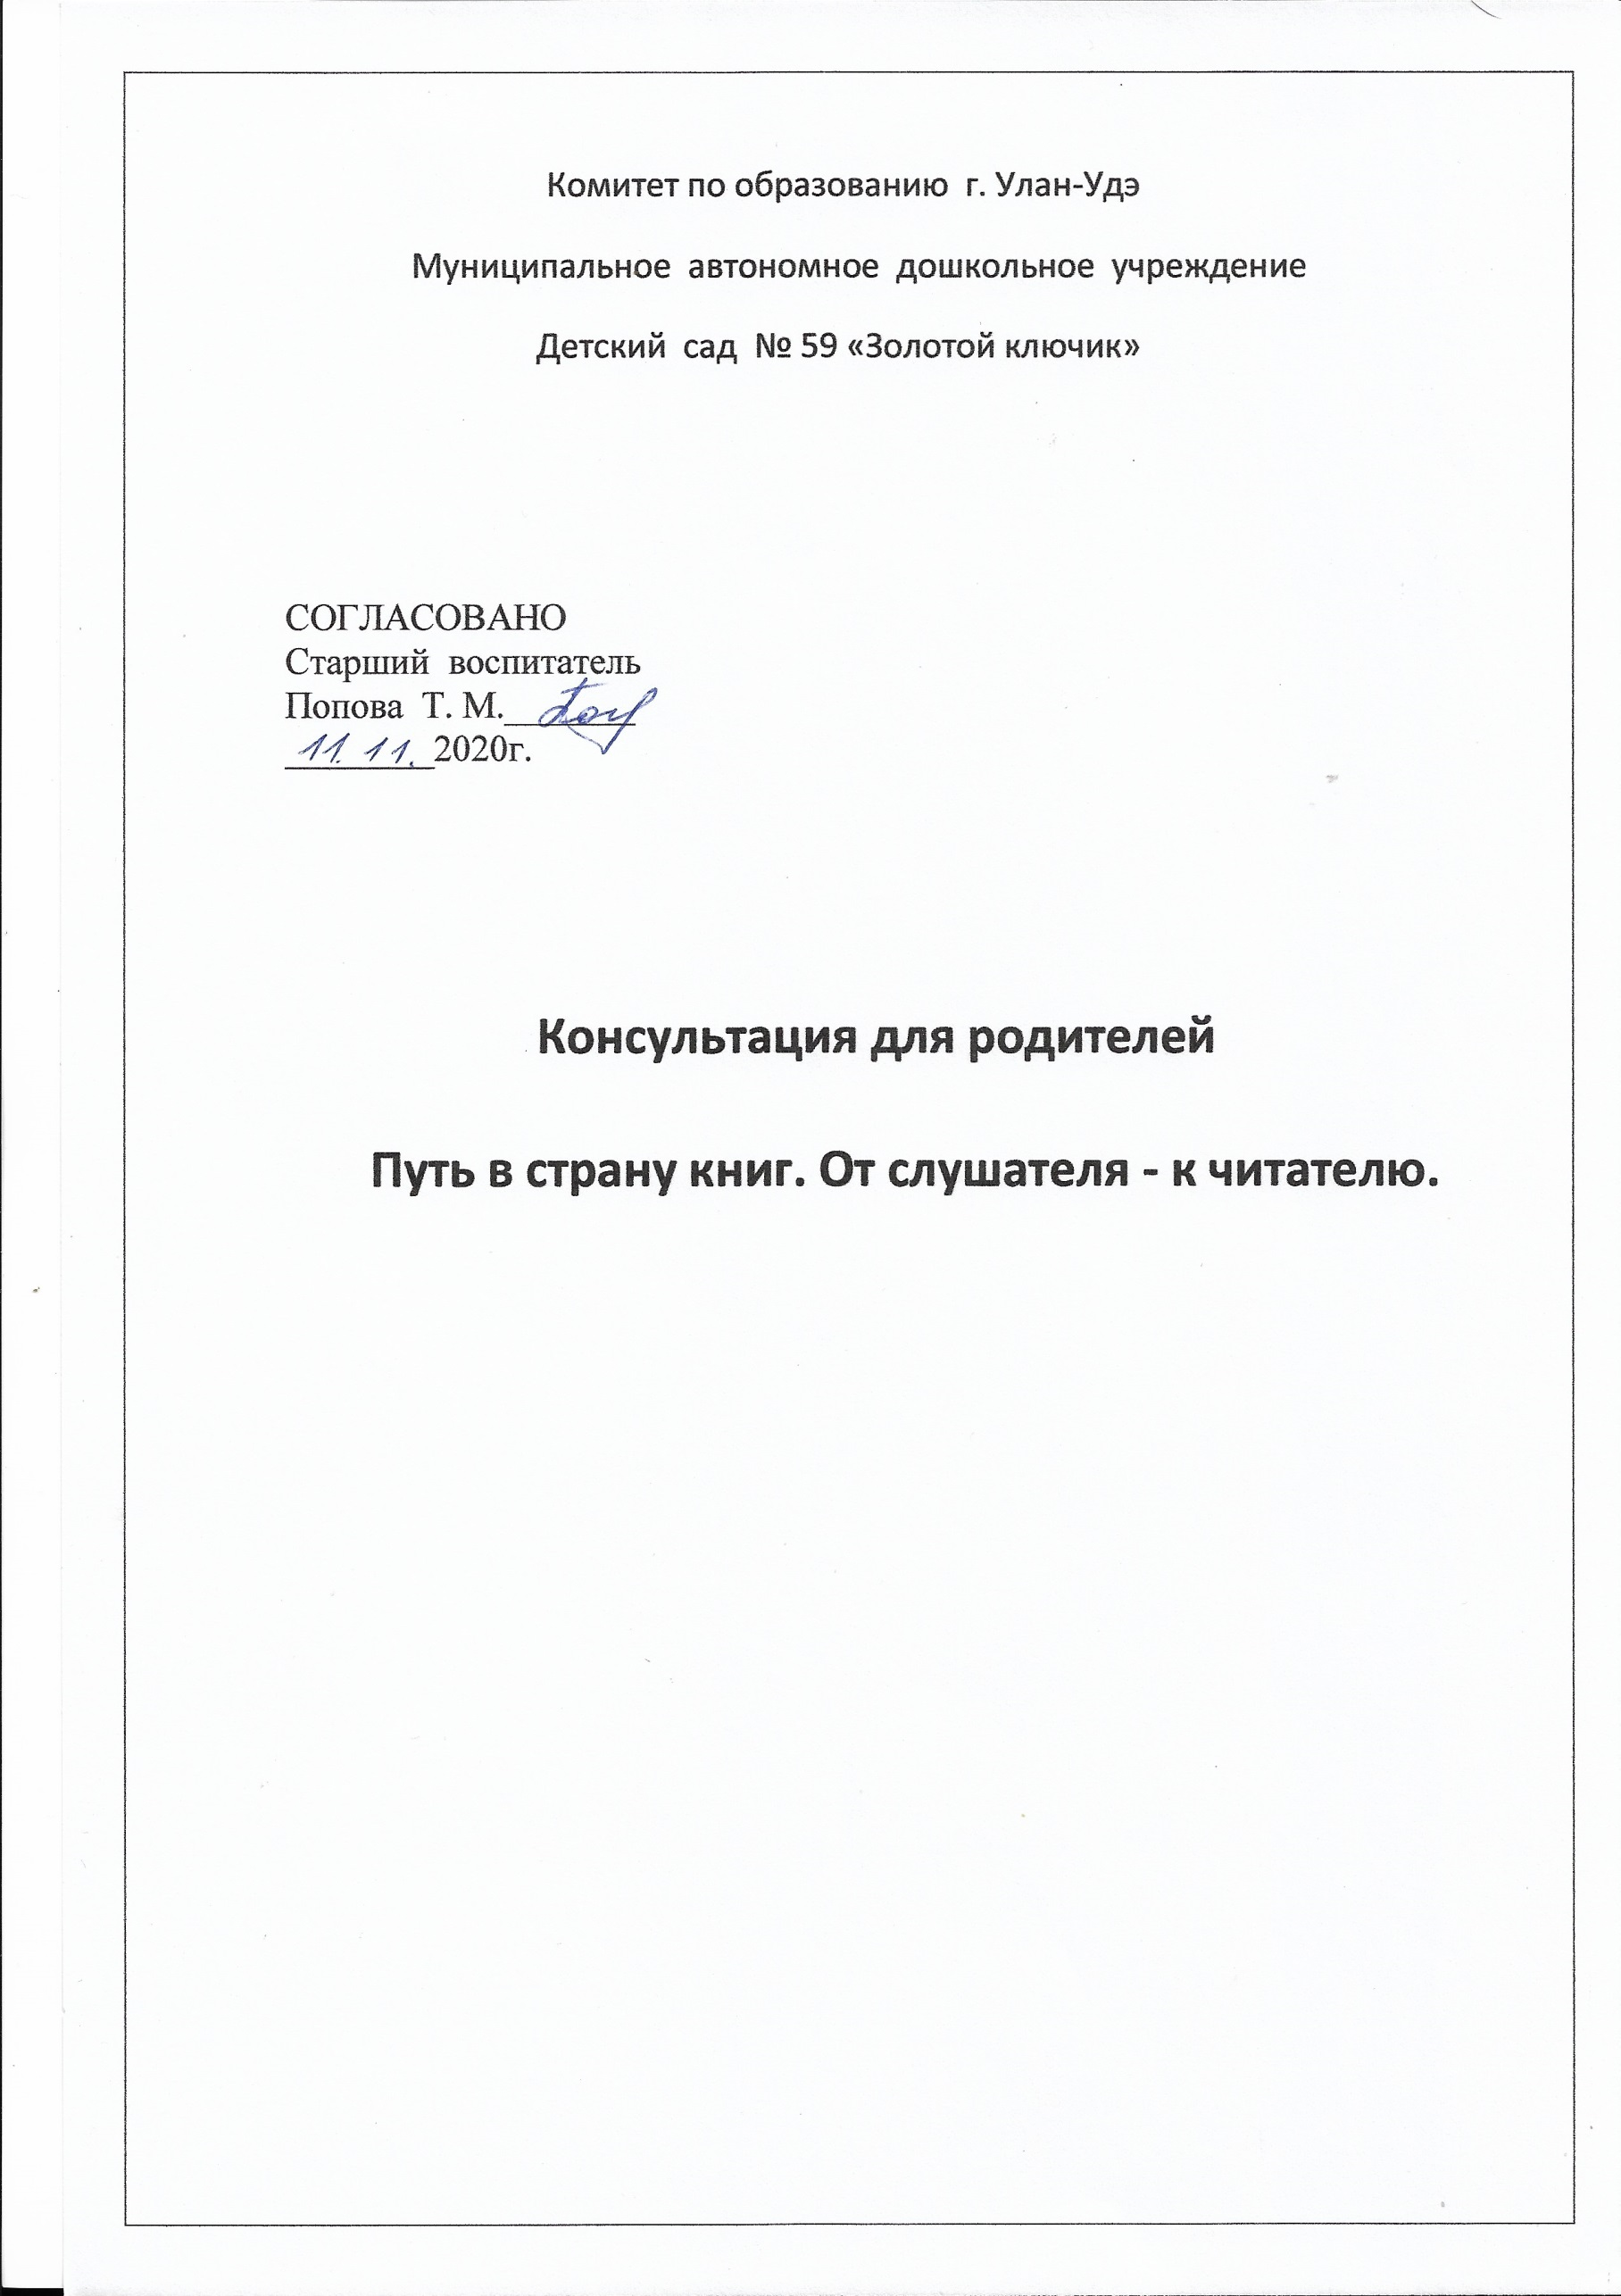 Комитет по образованию г. Улан-Удэ
Муниципальное автономное дошкольное учреждение
Детский сад № 59 «Золотой ключик»
СОГЛАСОВАНО
Старший воспитатель
Попова Т. М.
11. 11. 2020г.
Консультация для родителей
Путь в страну книг. От слушателя - к читателю.